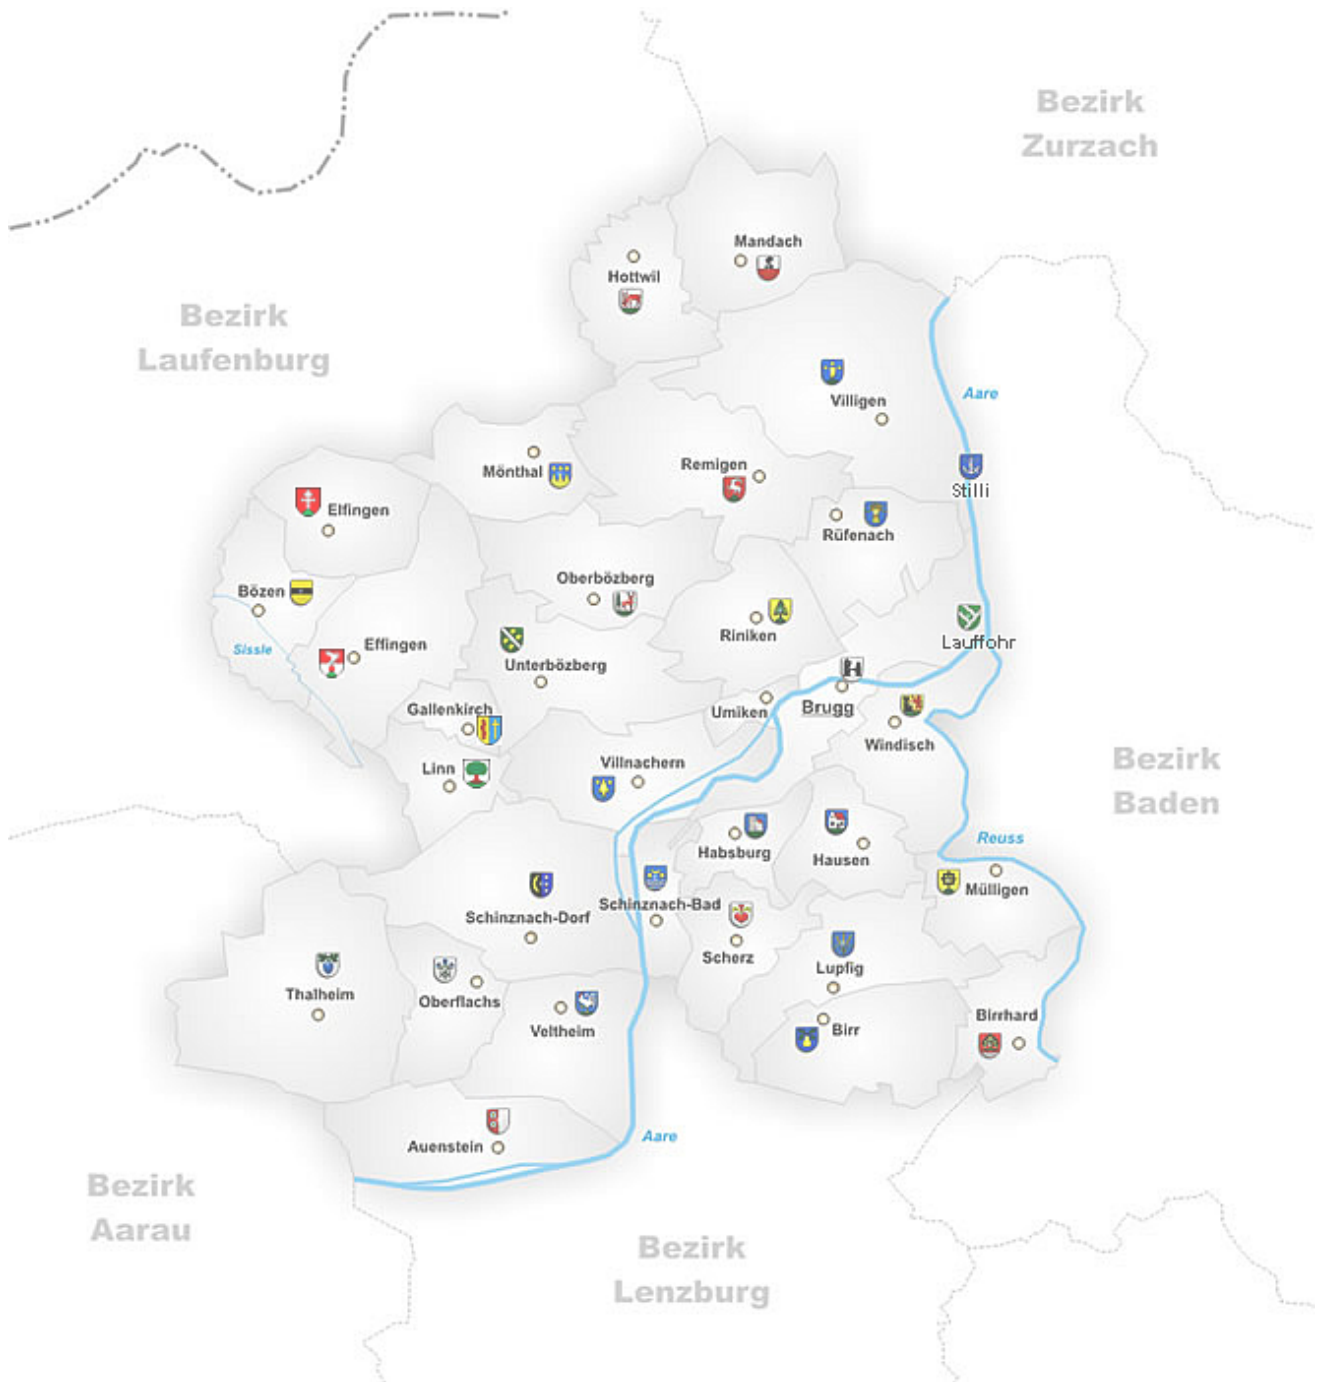 Bezirk
Zurzach
Mandach
Hottwil
Bezirk
Laufenburg
Aare
Villigen
Mönthal
Remigen
Stilli
Elfingen
Rüfenach
Oberbözberg
Bözen
Riniken
Lauffohr
Sissle
Effingen
Unterbözberg
Gallenkirch
Umiken
Brugg
Windisch
Linn
Villnachern
Bezirk
Baden
Reuss
Habsburg
Hausen
Mülligen
Schinznach-Bad
Schinznach-Dorf
Scherz
Lupfig
Thalheim
Oberflachs
Veltheim
Birr
Birrhard
Auenstein
Aare
Bezirk
Aarau
Bezirk
Lenzburg